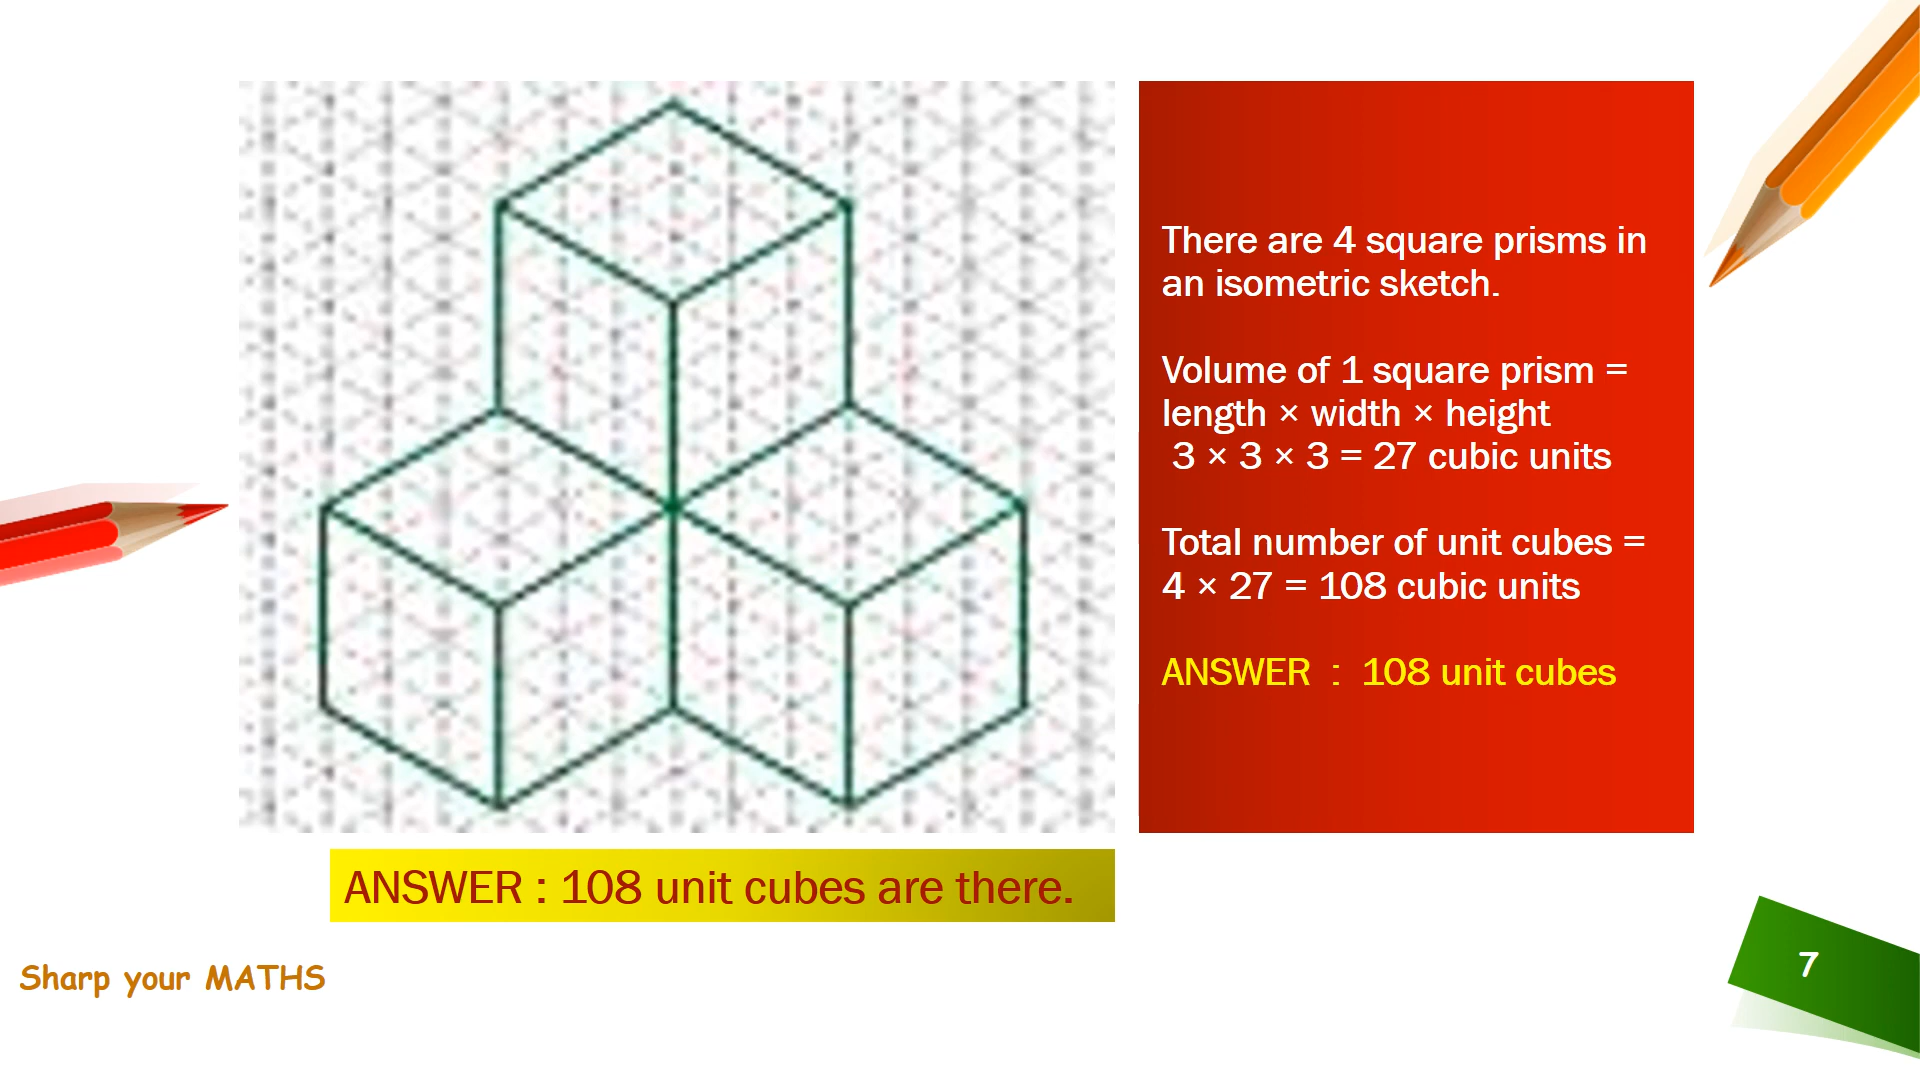 There are 4 square prisms in
an isometric sketch.
Volume of 1 square prism =
length × width × height
3 × 3 × 3 = 27 cubic units
Total number of unit cubes =
4 × 27 = 108 cubic units
ANSWER : 108 unit cubes
ANSWER : 108 unit cubes are there.
Sharp your MATHS
7